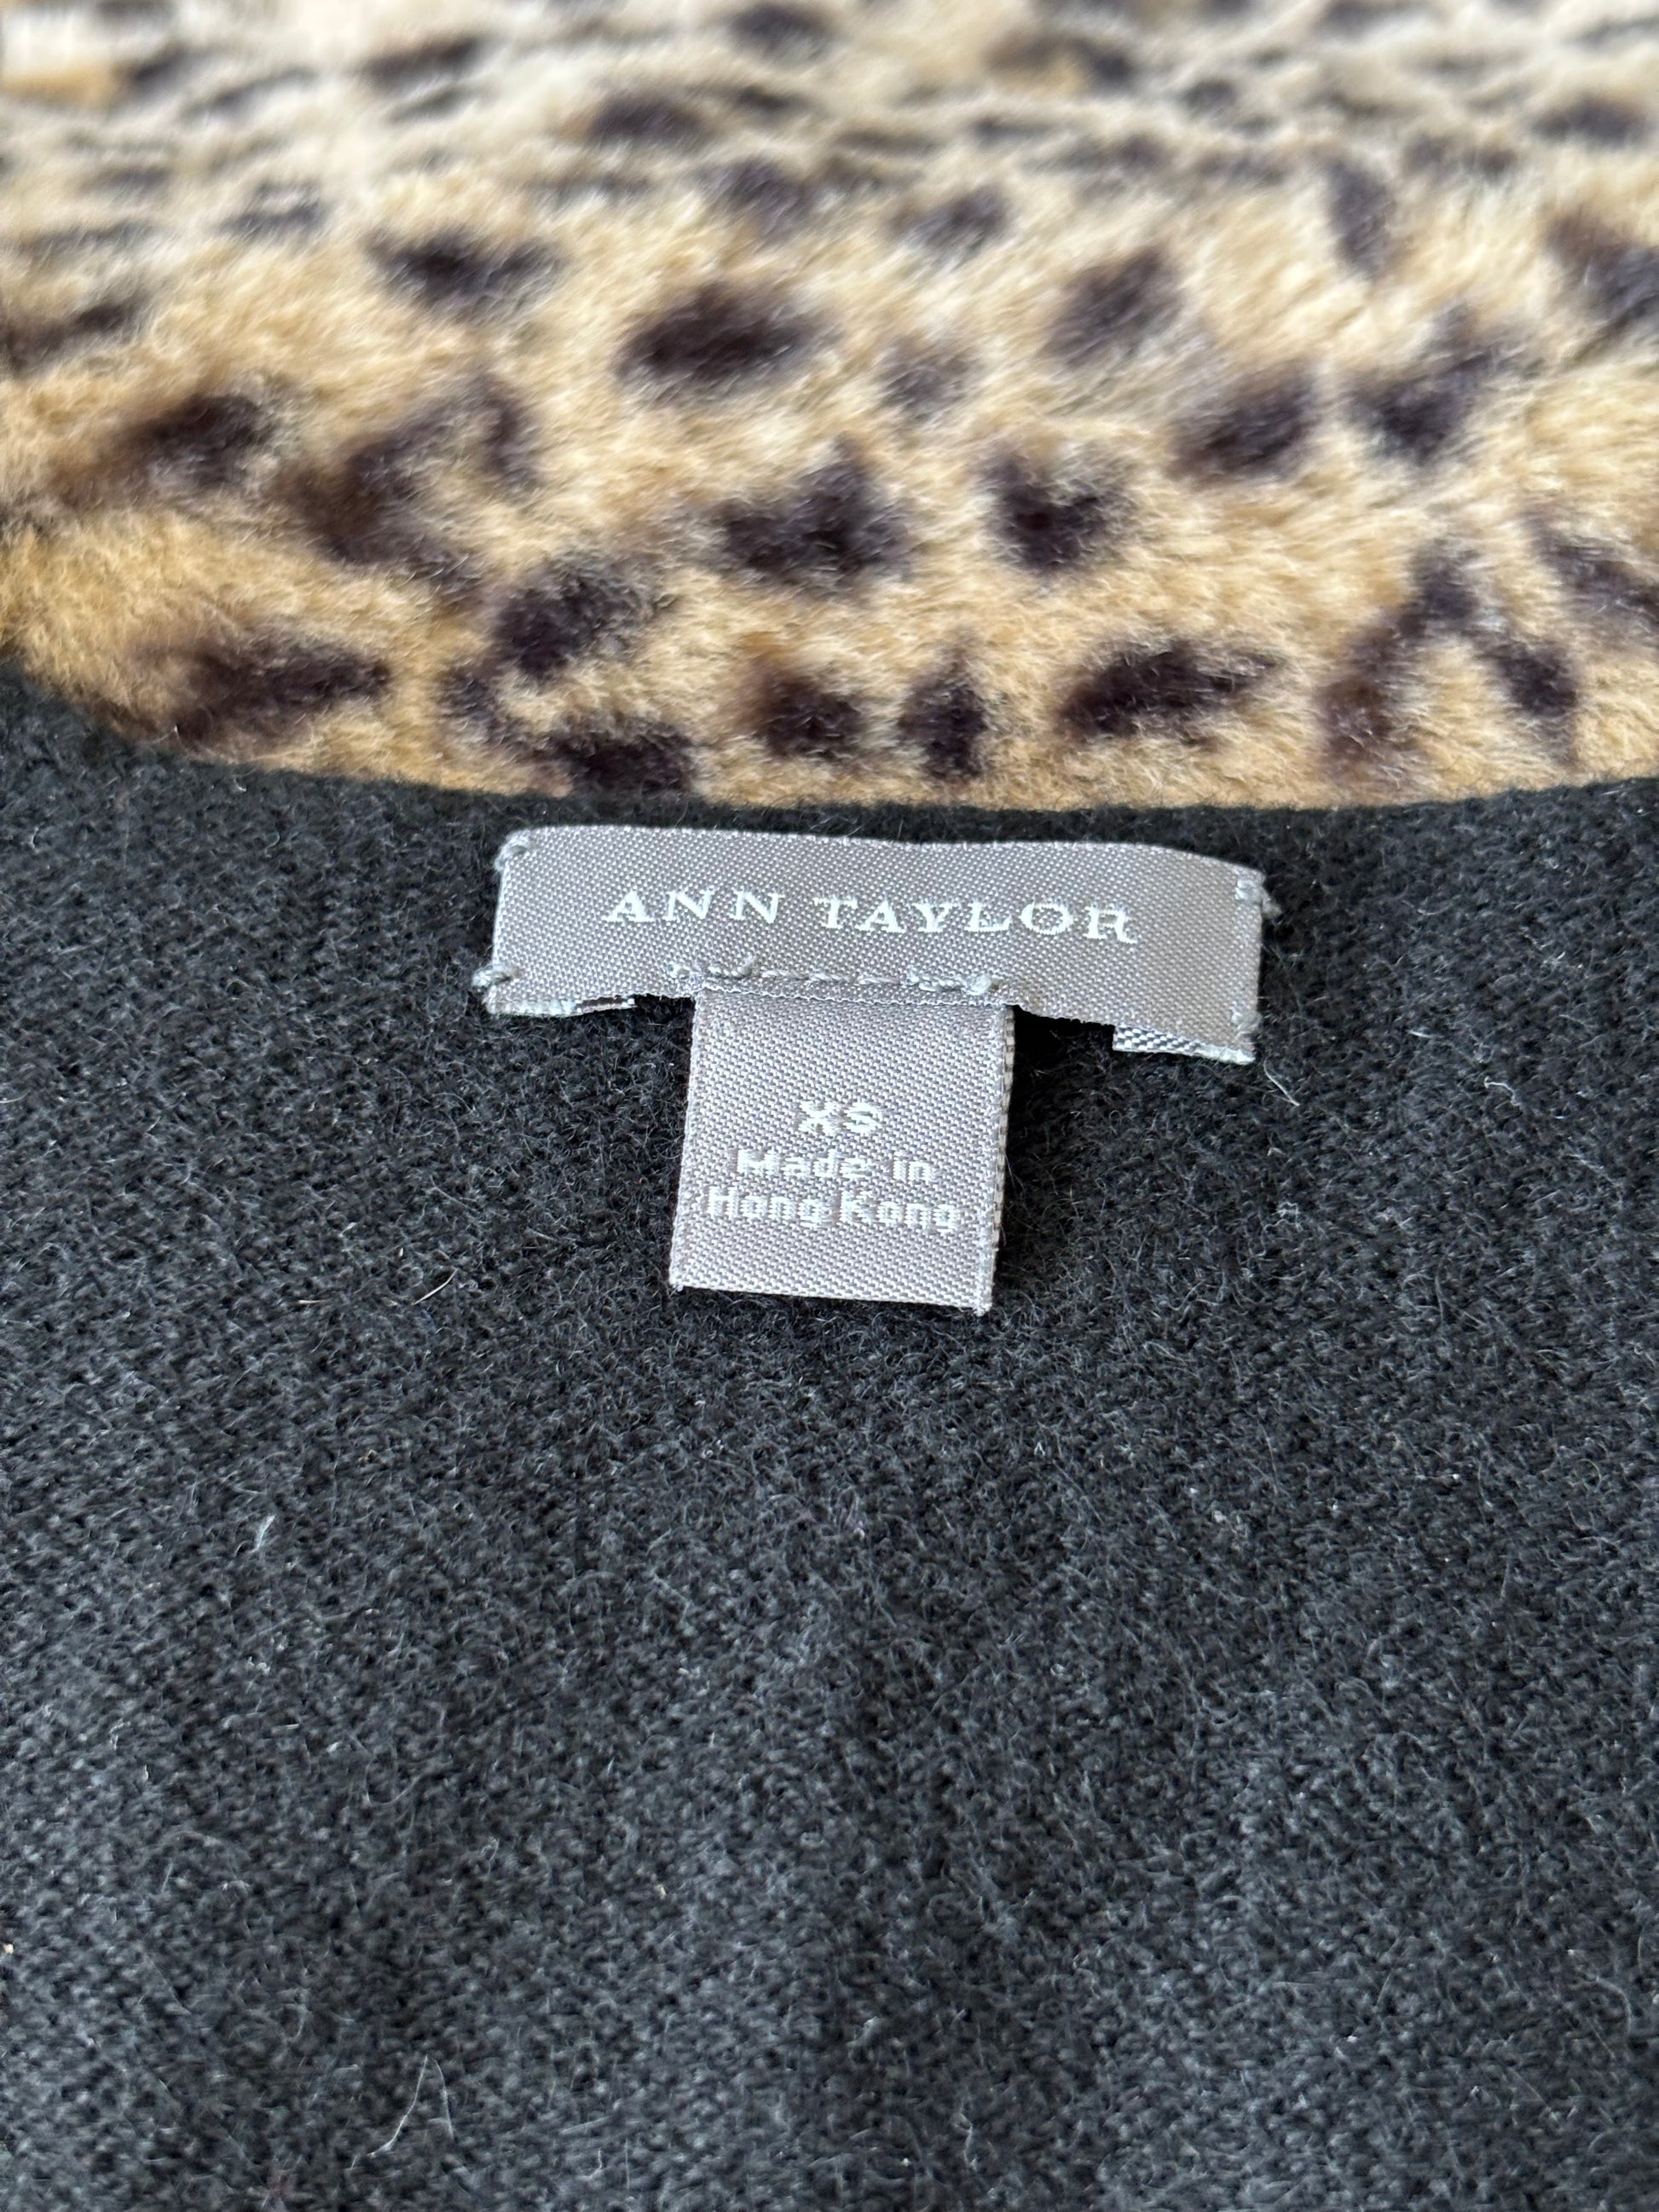 ANN TAYLOR
XS
Made in
Hong Kong